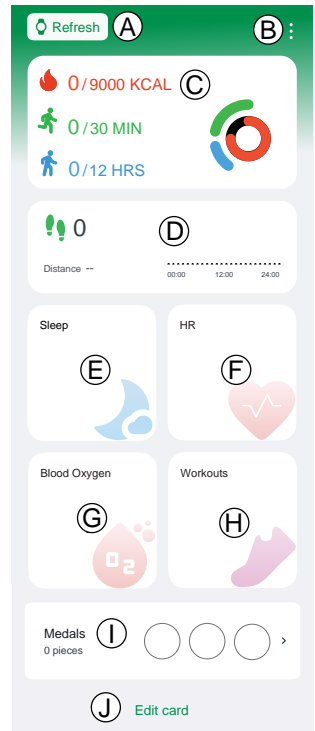 Refresh A B
0/9000 KCAL C
0/30 MIN
0/12 HRS
0 D
Distance --
00:00 12:00 24:00
Sleep HR
E F
Blood Oxygen Workouts
G H
O2
Medals I
0 pieces
J Edit card